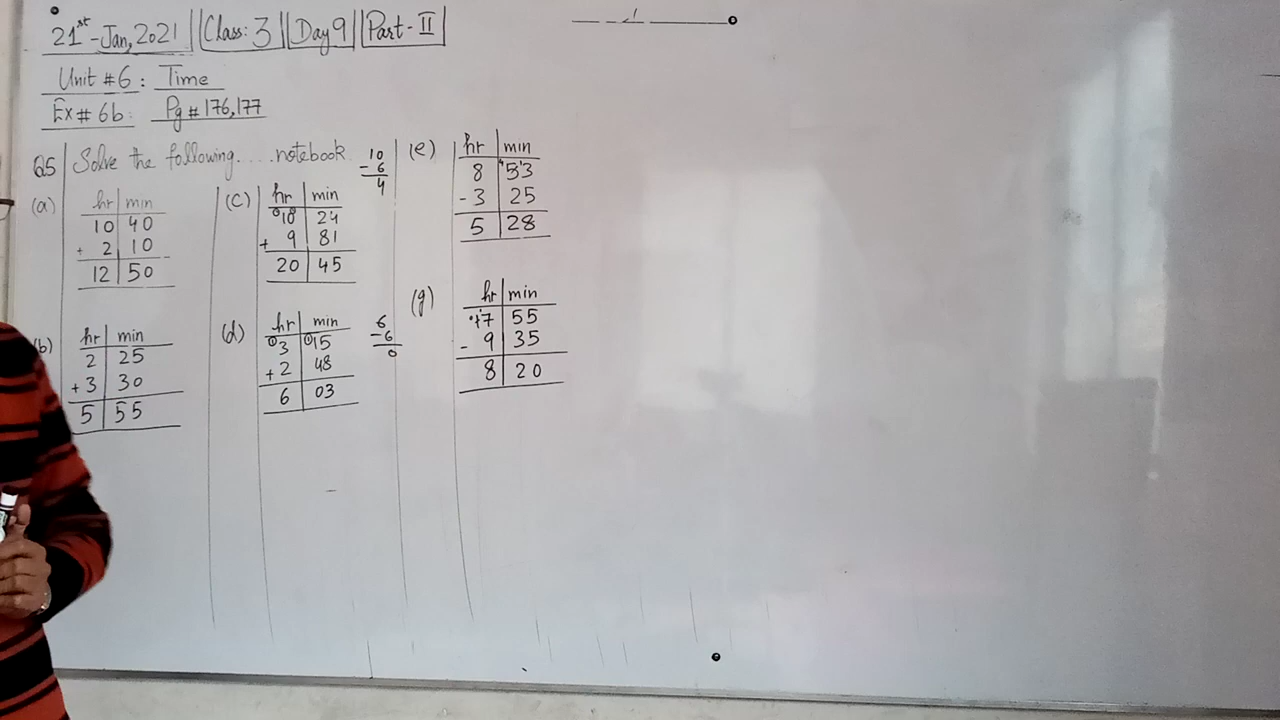 21st-Jan, 2021 || Class: 3 || Day 9 || Part-II
Unit #6 : Time
Ex# 6b: Pg # 176,177
Q5 Solve the following....notebook
(a)
hr | min
10 | 40
+ 2 | 10
12 | 50
(b)
hr | min
2 | 25
+3 | 30
5 | 55
(c)
hr | min
10 | 24
+ 9 | 81
20 | 45
10
- 6
4
(d)
hr | min
3 | 15
+ 2 | 48
6 | 03
6
-6
0
(e)
hr | min
8 | 53
- 3 | 25
5 | 28
(g)
hr | min
17 | 55
- 9 | 35
8 | 20